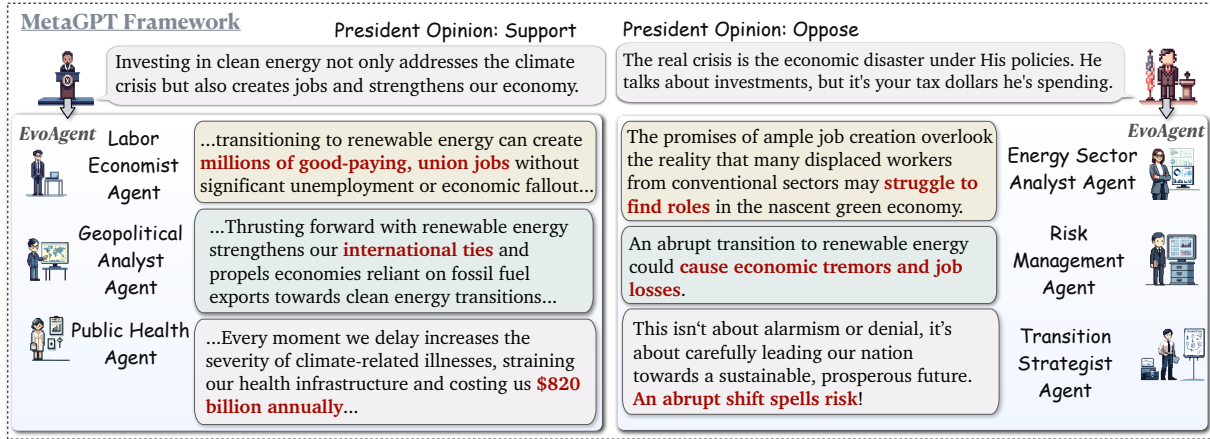 MetaGPT Framework
President Opinion: Support
Investing in clean energy not only addresses the climate
crisis but also creates jobs and strengthens our economy.
EvoAgent
Labor
Economist
Agent
...transitioning to renewable energy can create
millions of good-paying, union jobs without
significant unemployment or economic fallout...
Geopolitical
Analyst
Agent
...Thrusting forward with renewable energy
strengthens our international ties and
propels economies reliant on fossil fuel
exports towards clean energy transitions...
Public Health
Agent
...Every moment we delay increases the
severity of climate-related illnesses, straining
our health infrastructure and costing us $820
billion annually...
President Opinion: Oppose
The real crisis is the economic disaster under His policies. He
talks about investments, but it's your tax dollars he's spending.
EvoAgent
The promises of ample job creation overlook
the reality that many displaced workers
from conventional sectors may struggle to
find roles in the nascent green economy.
Energy Sector
Analyst Agent
An abrupt transition to renewable energy
could cause economic tremors and job
losses.
Risk
Management
Agent
This isn‘t about alarmism or denial, it’s
about carefully leading our nation
towards a sustainable, prosperous future.
An abrupt shift spells risk!
Transition
Strategist
Agent